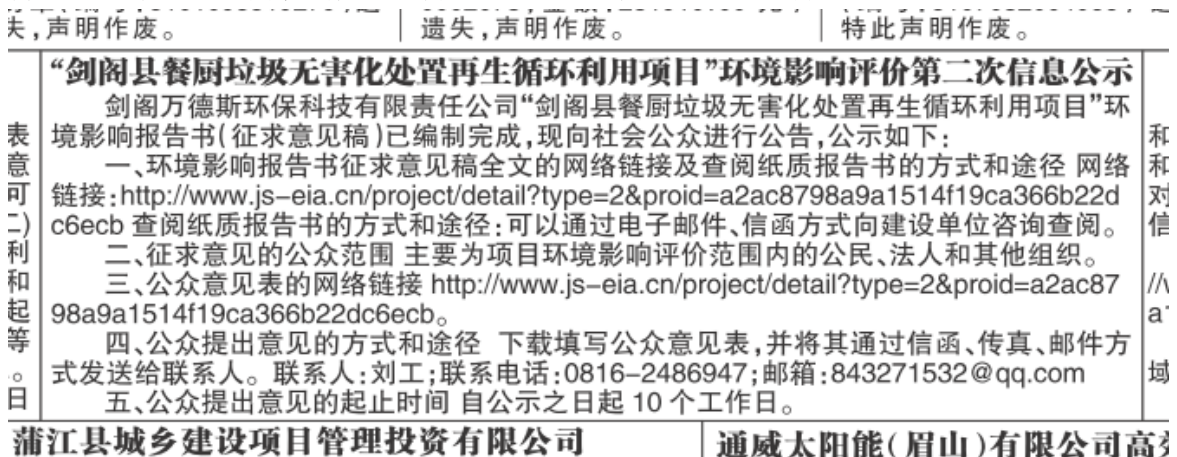 失,声明作废。
遗失,声明作废。
特此声明作废。
“剑阁县餐厨垃圾无害化处置再生循环利用项目”环境影响评价第二次信息公示
剑阁万德斯环保科技有限责任公司“剑阁县餐厨垃圾无害化处置再生循环利用项目”环
境影响报告书(征求意见稿)已编制完成,现向社会公众进行公告,公示如下:
一、环境影响报告书征求意见稿全文的网络链接及查阅纸质报告书的方式和途径 网络
链接:http://www.js-eia.cn/project/detail?type=2&proid=a2ac8798a9a1514f19ca366b22d
c6ecb 查阅纸质报告书的方式和途径:可以通过电子邮件、信函方式向建设单位咨询查阅。
二、征求意见的公众范围 主要为项目环境影响评价范围内的公民、法人和其他组织。
三、公众意见表的网络链接 http://www.js-eia.cn/project/detail?type=2&proid=a2ac87
98a9a1514f19ca366b22dc6ecb。
四、公众提出意见的方式和途径 下载填写公众意见表,并将其通过信函、传真、邮件方
式发送给联系人。联系人:刘工;联系电话:0816-2486947;邮箱:843271532@qq.com
五、公众提出意见的起止时间 自公示之日起 10 个工作日。
表
意
可
二)
利
和
起
等
。
日
和
和
对
信
//w
a1
域
蒲江县城乡建设项目管理投资有限公司
通威太阳能(眉山)有限公司高效